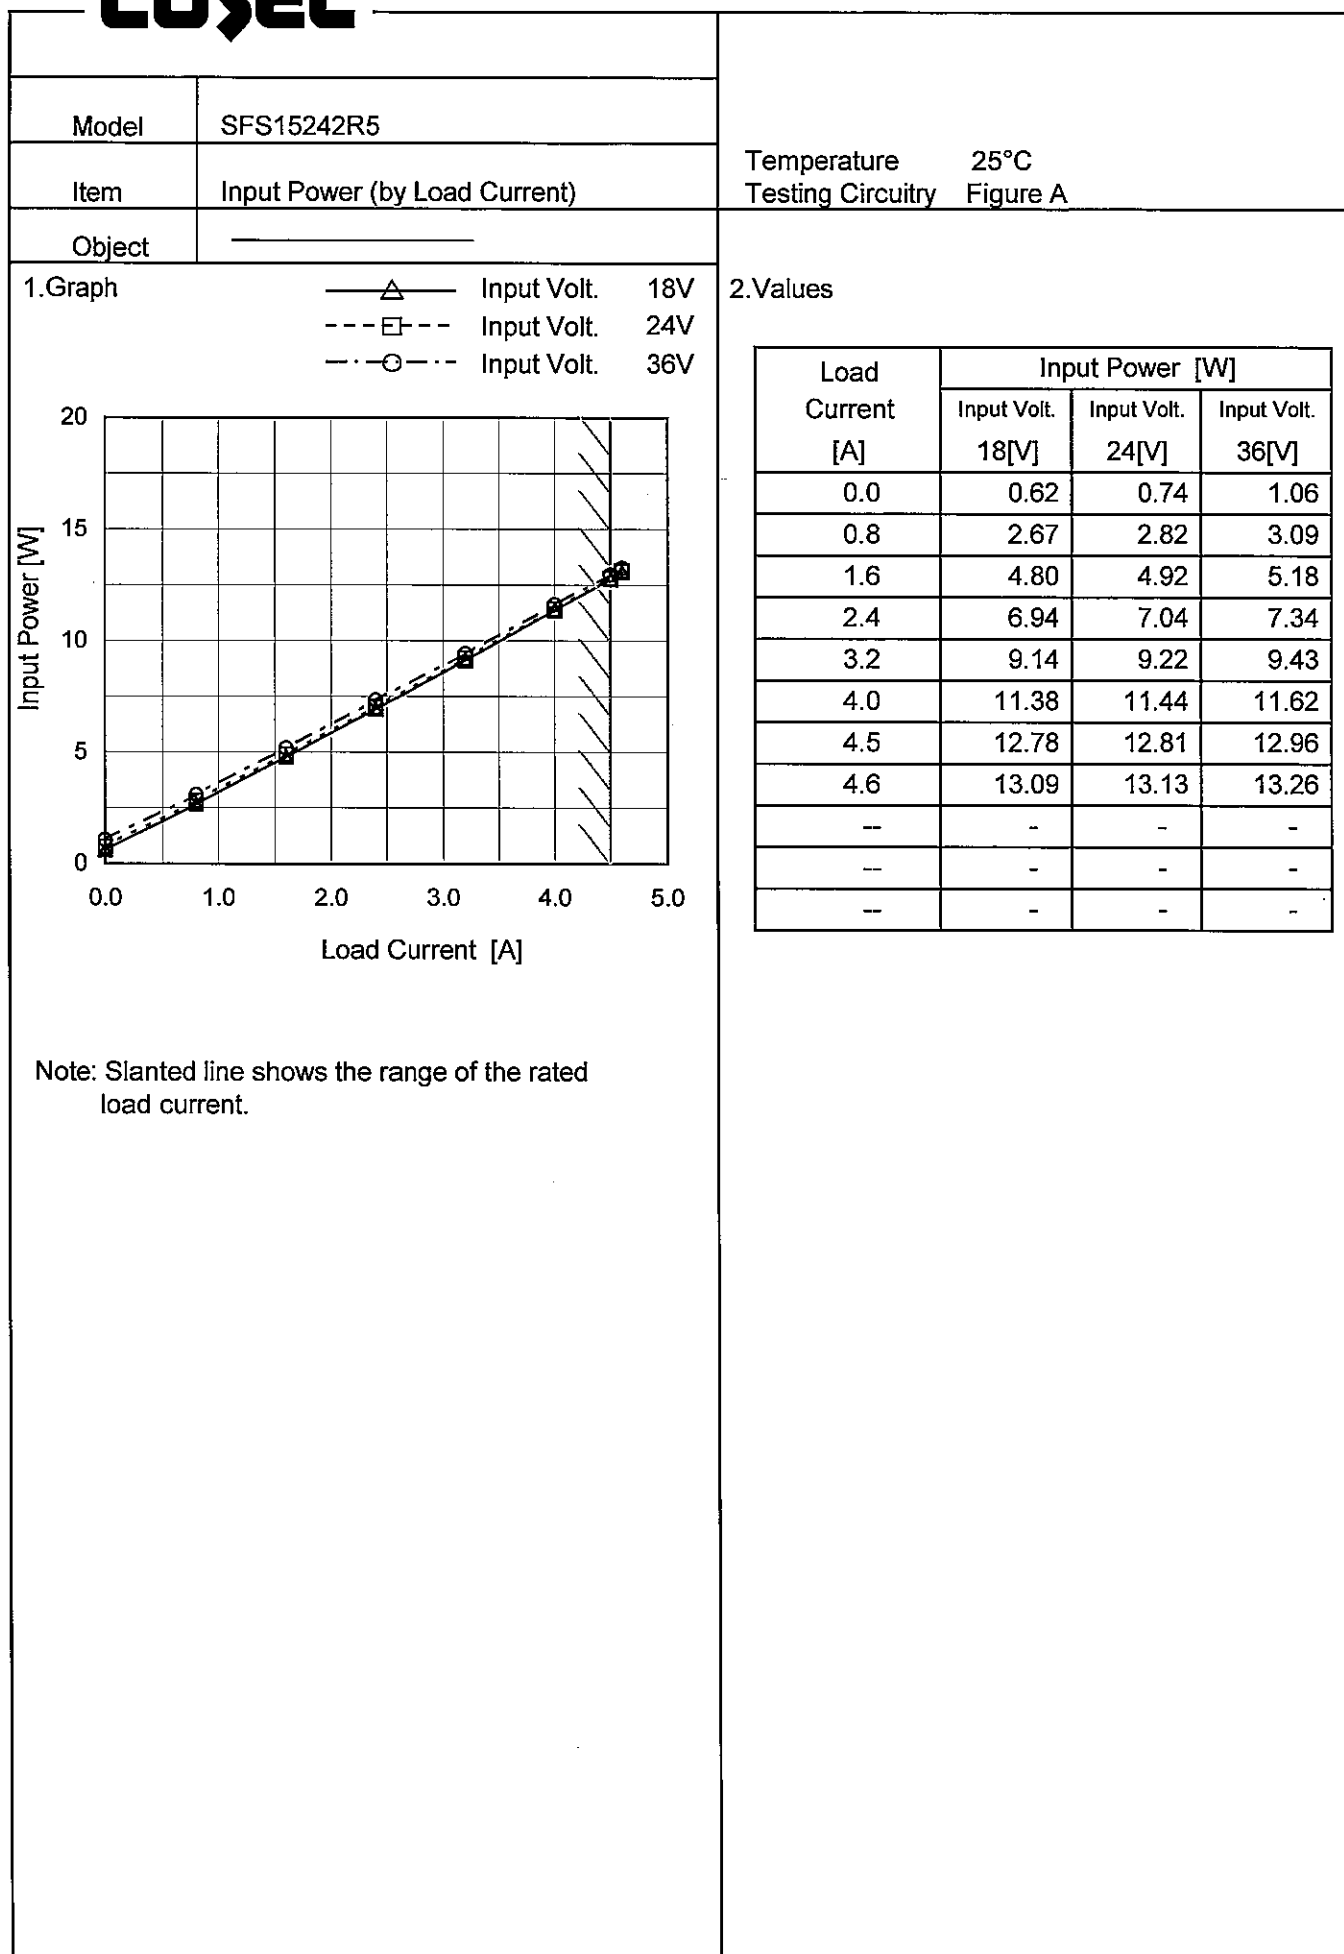 COSEL
Model SFS15242R5
Item Input Power (by Load Current)
Object
Temperature 25°C
Testing Circuitry Figure A
1.Graph
Input Volt. 18V
Input Volt. 24V
Input Volt. 36V
20
15
10
5
0
Input Power [W]
0.0 1.0 2.0 3.0 4.0 5.0
Load Current [A]
Note: Slanted line shows the range of the rated
load current.
2.Values
Load Input Power [W]
Current Input Volt. Input Volt. Input Volt.
[A] 18[V] 24[V] 36[V]
0.0 0.62 0.74 1.06
0.8 2.67 2.82 3.09
1.6 4.80 4.92 5.18
2.4 6.94 7.04 7.34
3.2 9.14 9.22 9.43
4.0 11.38 11.44 11.62
4.5 12.78 12.81 12.96
4.6 13.09 13.13 13.26
-- - - -
-- - - -
-- - - -